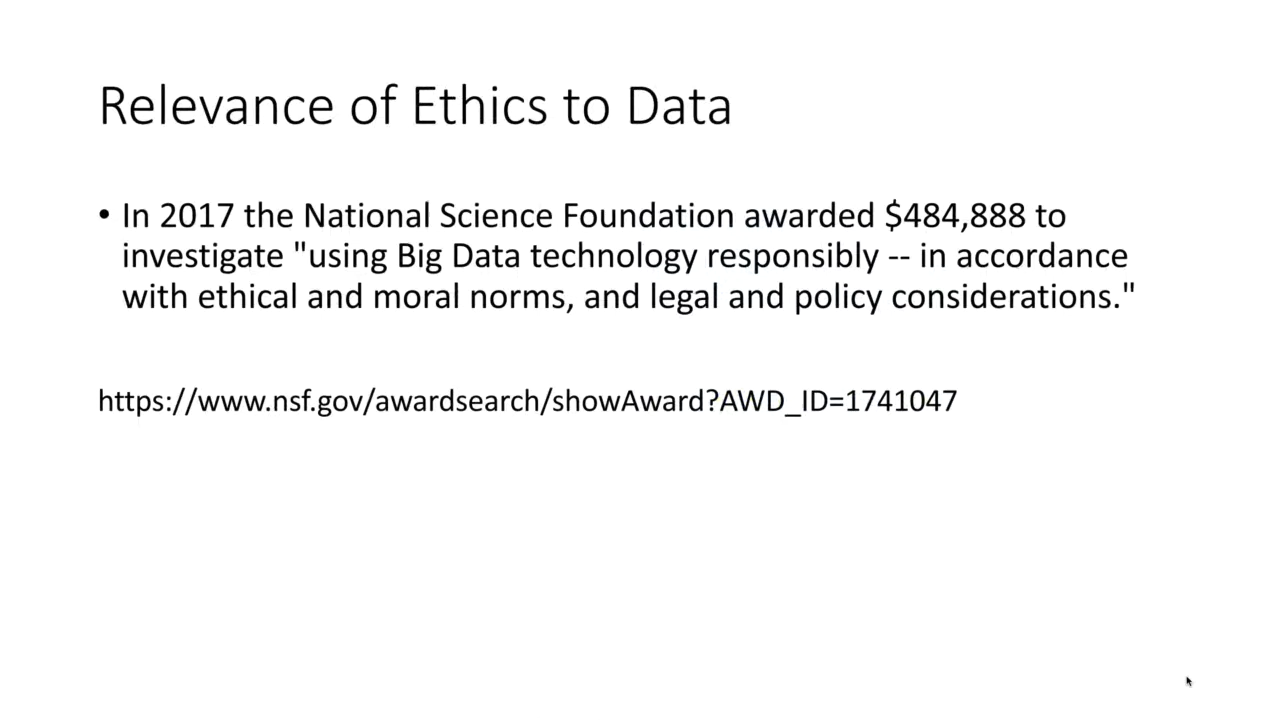 Relevance of Ethics to Data
• In 2017 the National Science Foundation awarded $484,888 to
investigate "using Big Data technology responsibly -- in accordance
with ethical and moral norms, and legal and policy considerations."
https://www.nsf.gov/awardsearch/showAward?AWD_ID=1741047